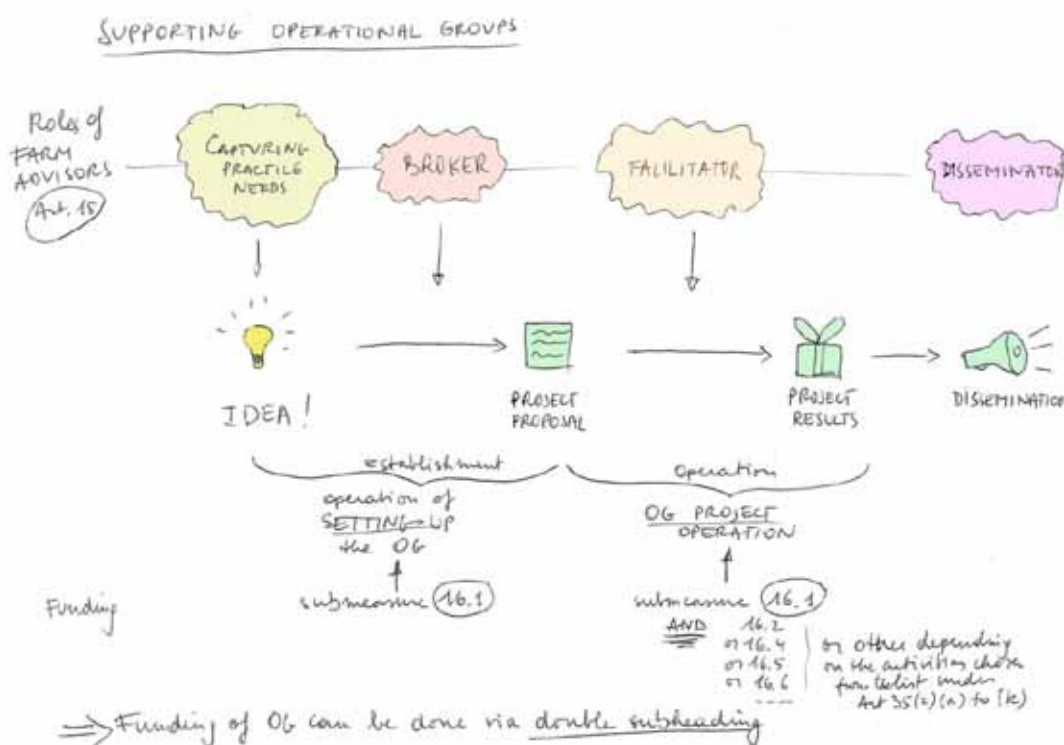 SUPPORTING OPERATIONAL GROUPS
Roles of
FARM
ADVISORS
Art. 15
CAPTURING
PRACTICE
NEEDS
BROKER
FACILITATOR
DISSEMINATOR
IDEA!
PROJECT
PROPOSAL
PROJECT
RESULTS
DISSEMINATION
Establishment
operation of
SETTING-UP
the OG
Operation
OG PROJECT
OPERATION
Funding
submeasure 16.1
submeasure 16.1
AND 16.2
or 16.4
or 16.5
or 16.6
----
or other depending
on the activities chosen
under
Art 35(2)(a) to (k)
⇒ Funding of OG can be done via double subheading